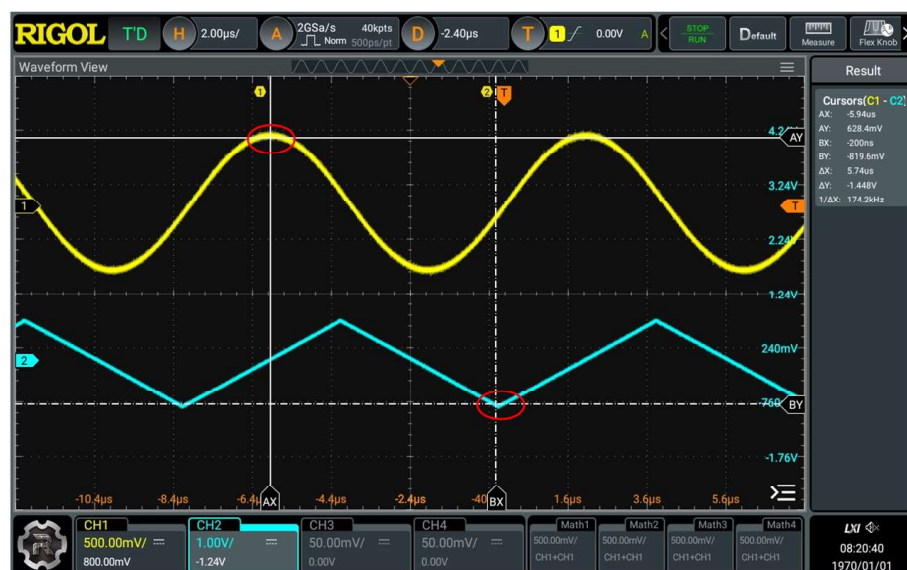 RIGOL T'D H 2.00µs/ A 2GSa/s 40kpts D -2.40µs T 1 0.00V A STOP Default Measure Flex Knob
Norm 500ps/pt RUN
Waveform View
Result
1 2 T
Cursors(C1 - C2)
AX: -5.94us
AY: 628.4mV
BX: -200ns
BY: -819.6mV
ΔX: 5.74us
ΔY: -1.448V
1/ΔX: 174.2kHz
AY
3.24V
1 T
2.24V
1.24V
2 240mV
-760 BY
-1.76V
-10.4µs -8.4µs -6.4 AX -4.4µs -2.4µs -40 BX 1.6µs 3.6µs 5.6µs
CH1 CH2 CH3 CH4 Math1 Math2 Math3 Math4
500.00mV/ 1.00V/ 50.00mV/ 50.00mV/ 500.00mV/ 500.00mV/ 500.00mV/ 500.00mV/
800.00mV -1.24V 0.00V 0.00V CH1+CH1 CH1+CH1 CH1+CH1 CH1+CH1
LXI
08:20:40
1970/01/01